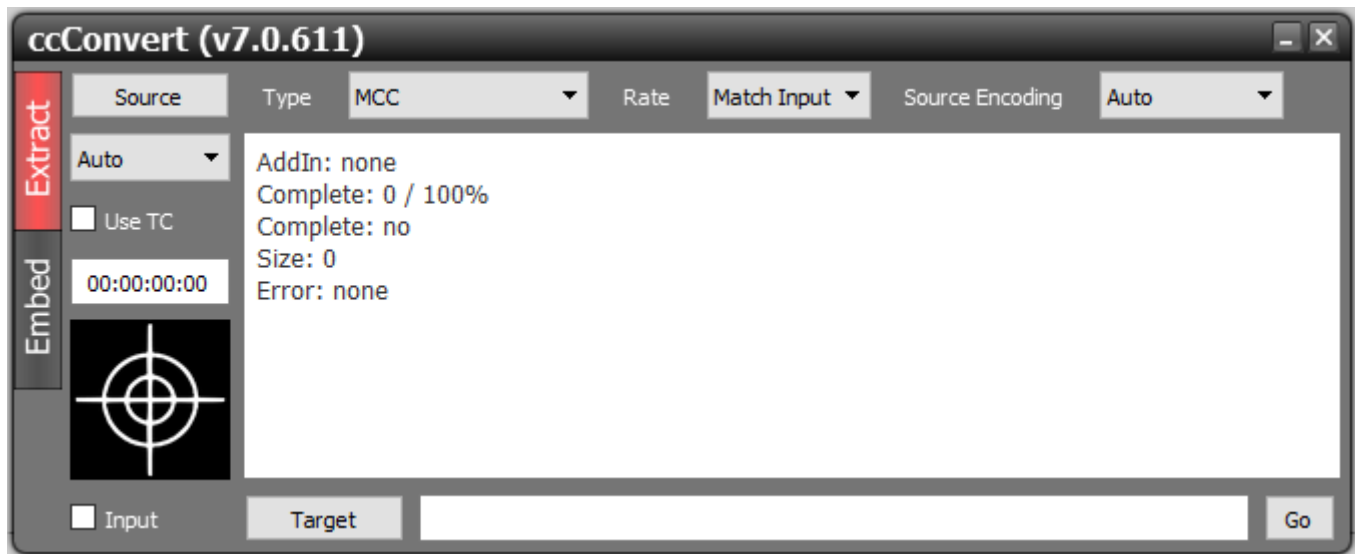 ccConvert (v7.0.611)
Extract
Embed
Source
Type
MCC
Rate
Match Input
Source Encoding
Auto
Auto
Use TC
00:00:00:00
AddIn: none
Complete: 0 / 100%
Complete: no
Size: 0
Error: none
Input
Target
Go